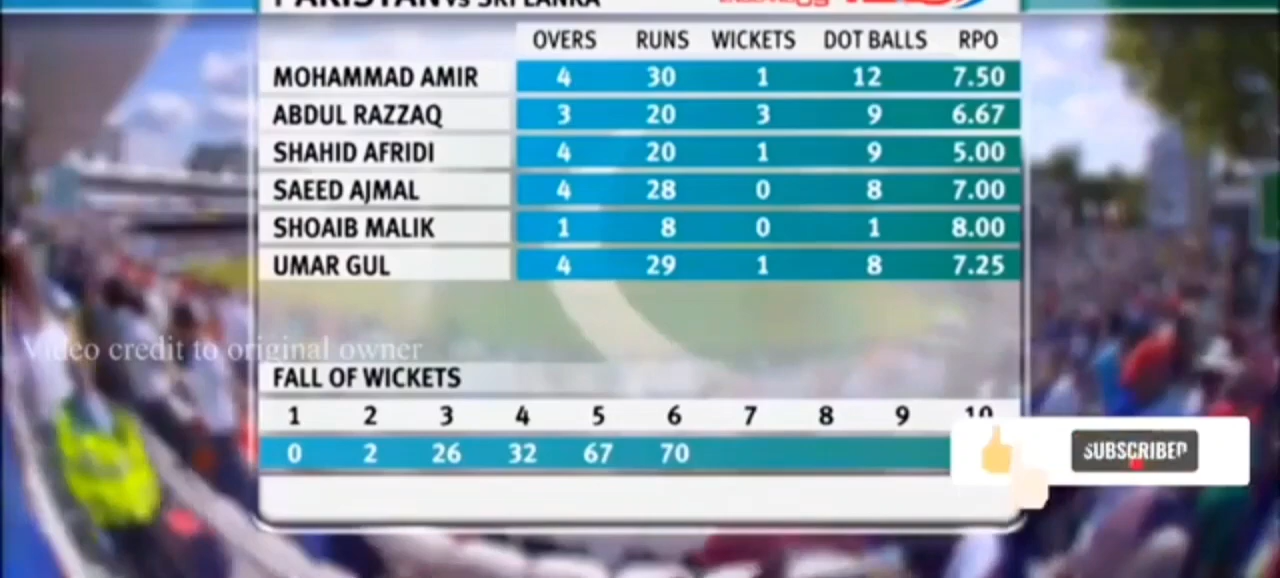 PAKISTAN vs SRI LANKA
OVERS RUNS WICKETS DOT BALLS RPO
MOHAMMAD AMIR 4 30 1 12 7.50
ABDUL RAZZAQ 3 20 3 9 6.67
SHAHID AFRIDI 4 20 1 9 5.00
SAEED AJMAL 4 28 0 8 7.00
SHOAIB MALIK 1 8 0 1 8.00
UMAR GUL 4 29 1 8 7.25
Video credit to original owner
FALL OF WICKETS
1 2 3 4 5 6 7 8 9 10
0 2 26 32 67 70
SUBSCRIBED